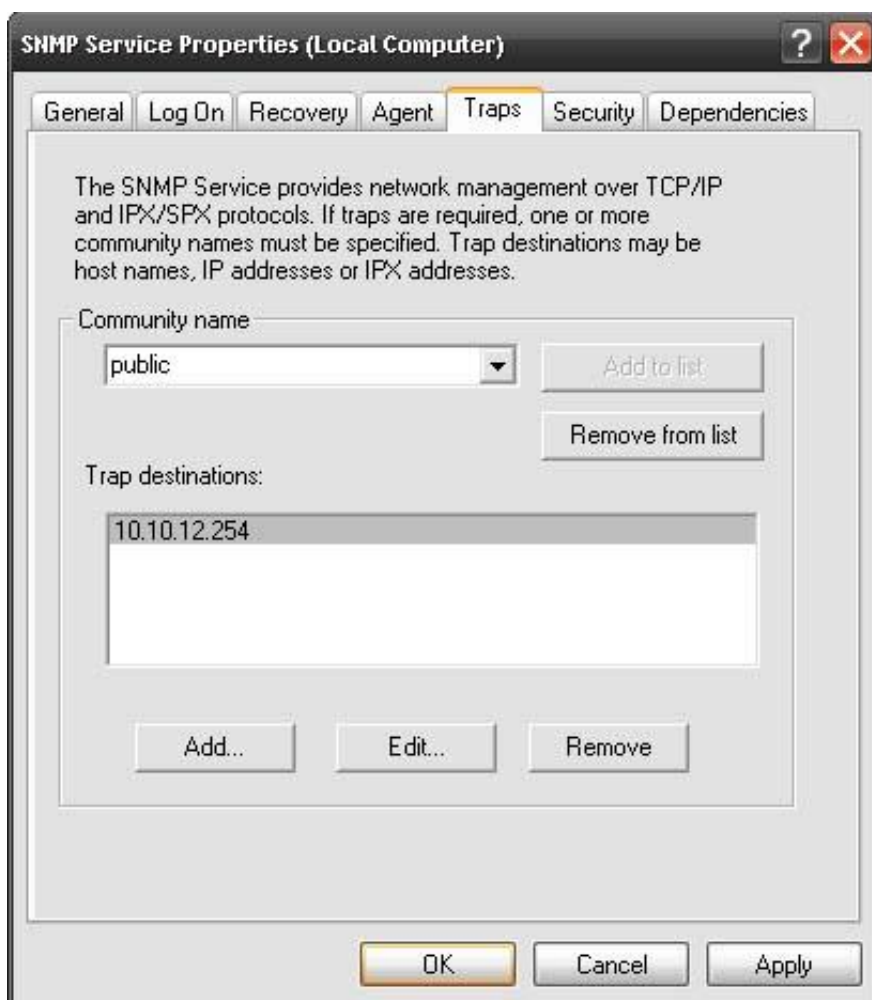 SNMP Service Properties (Local Computer)
General Log On Recovery Agent Traps Security Dependencies
The SNMP Service provides network management over TCP/IP
and IPX/SPX protocols. If traps are required, one or more
community names must be specified. Trap destinations may be
host names, IP addresses or IPX addresses.
Community name
public
Add to list
Remove from list
Trap destinations:
10.10.12.254
Add... Edit... Remove
OK Cancel Apply